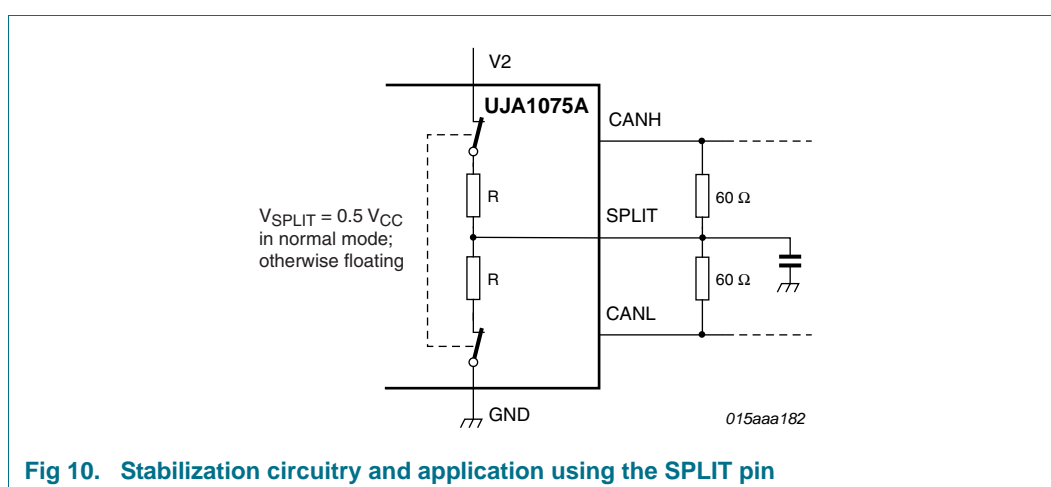 V2
UJA1075A
CANH
R
60 Ω
VSPLIT = 0.5 VCC
in normal mode;
otherwise floating
SPLIT
R
60 Ω
CANL
GND
015aaa182
Fig 10. Stabilization circuitry and application using the SPLIT pin